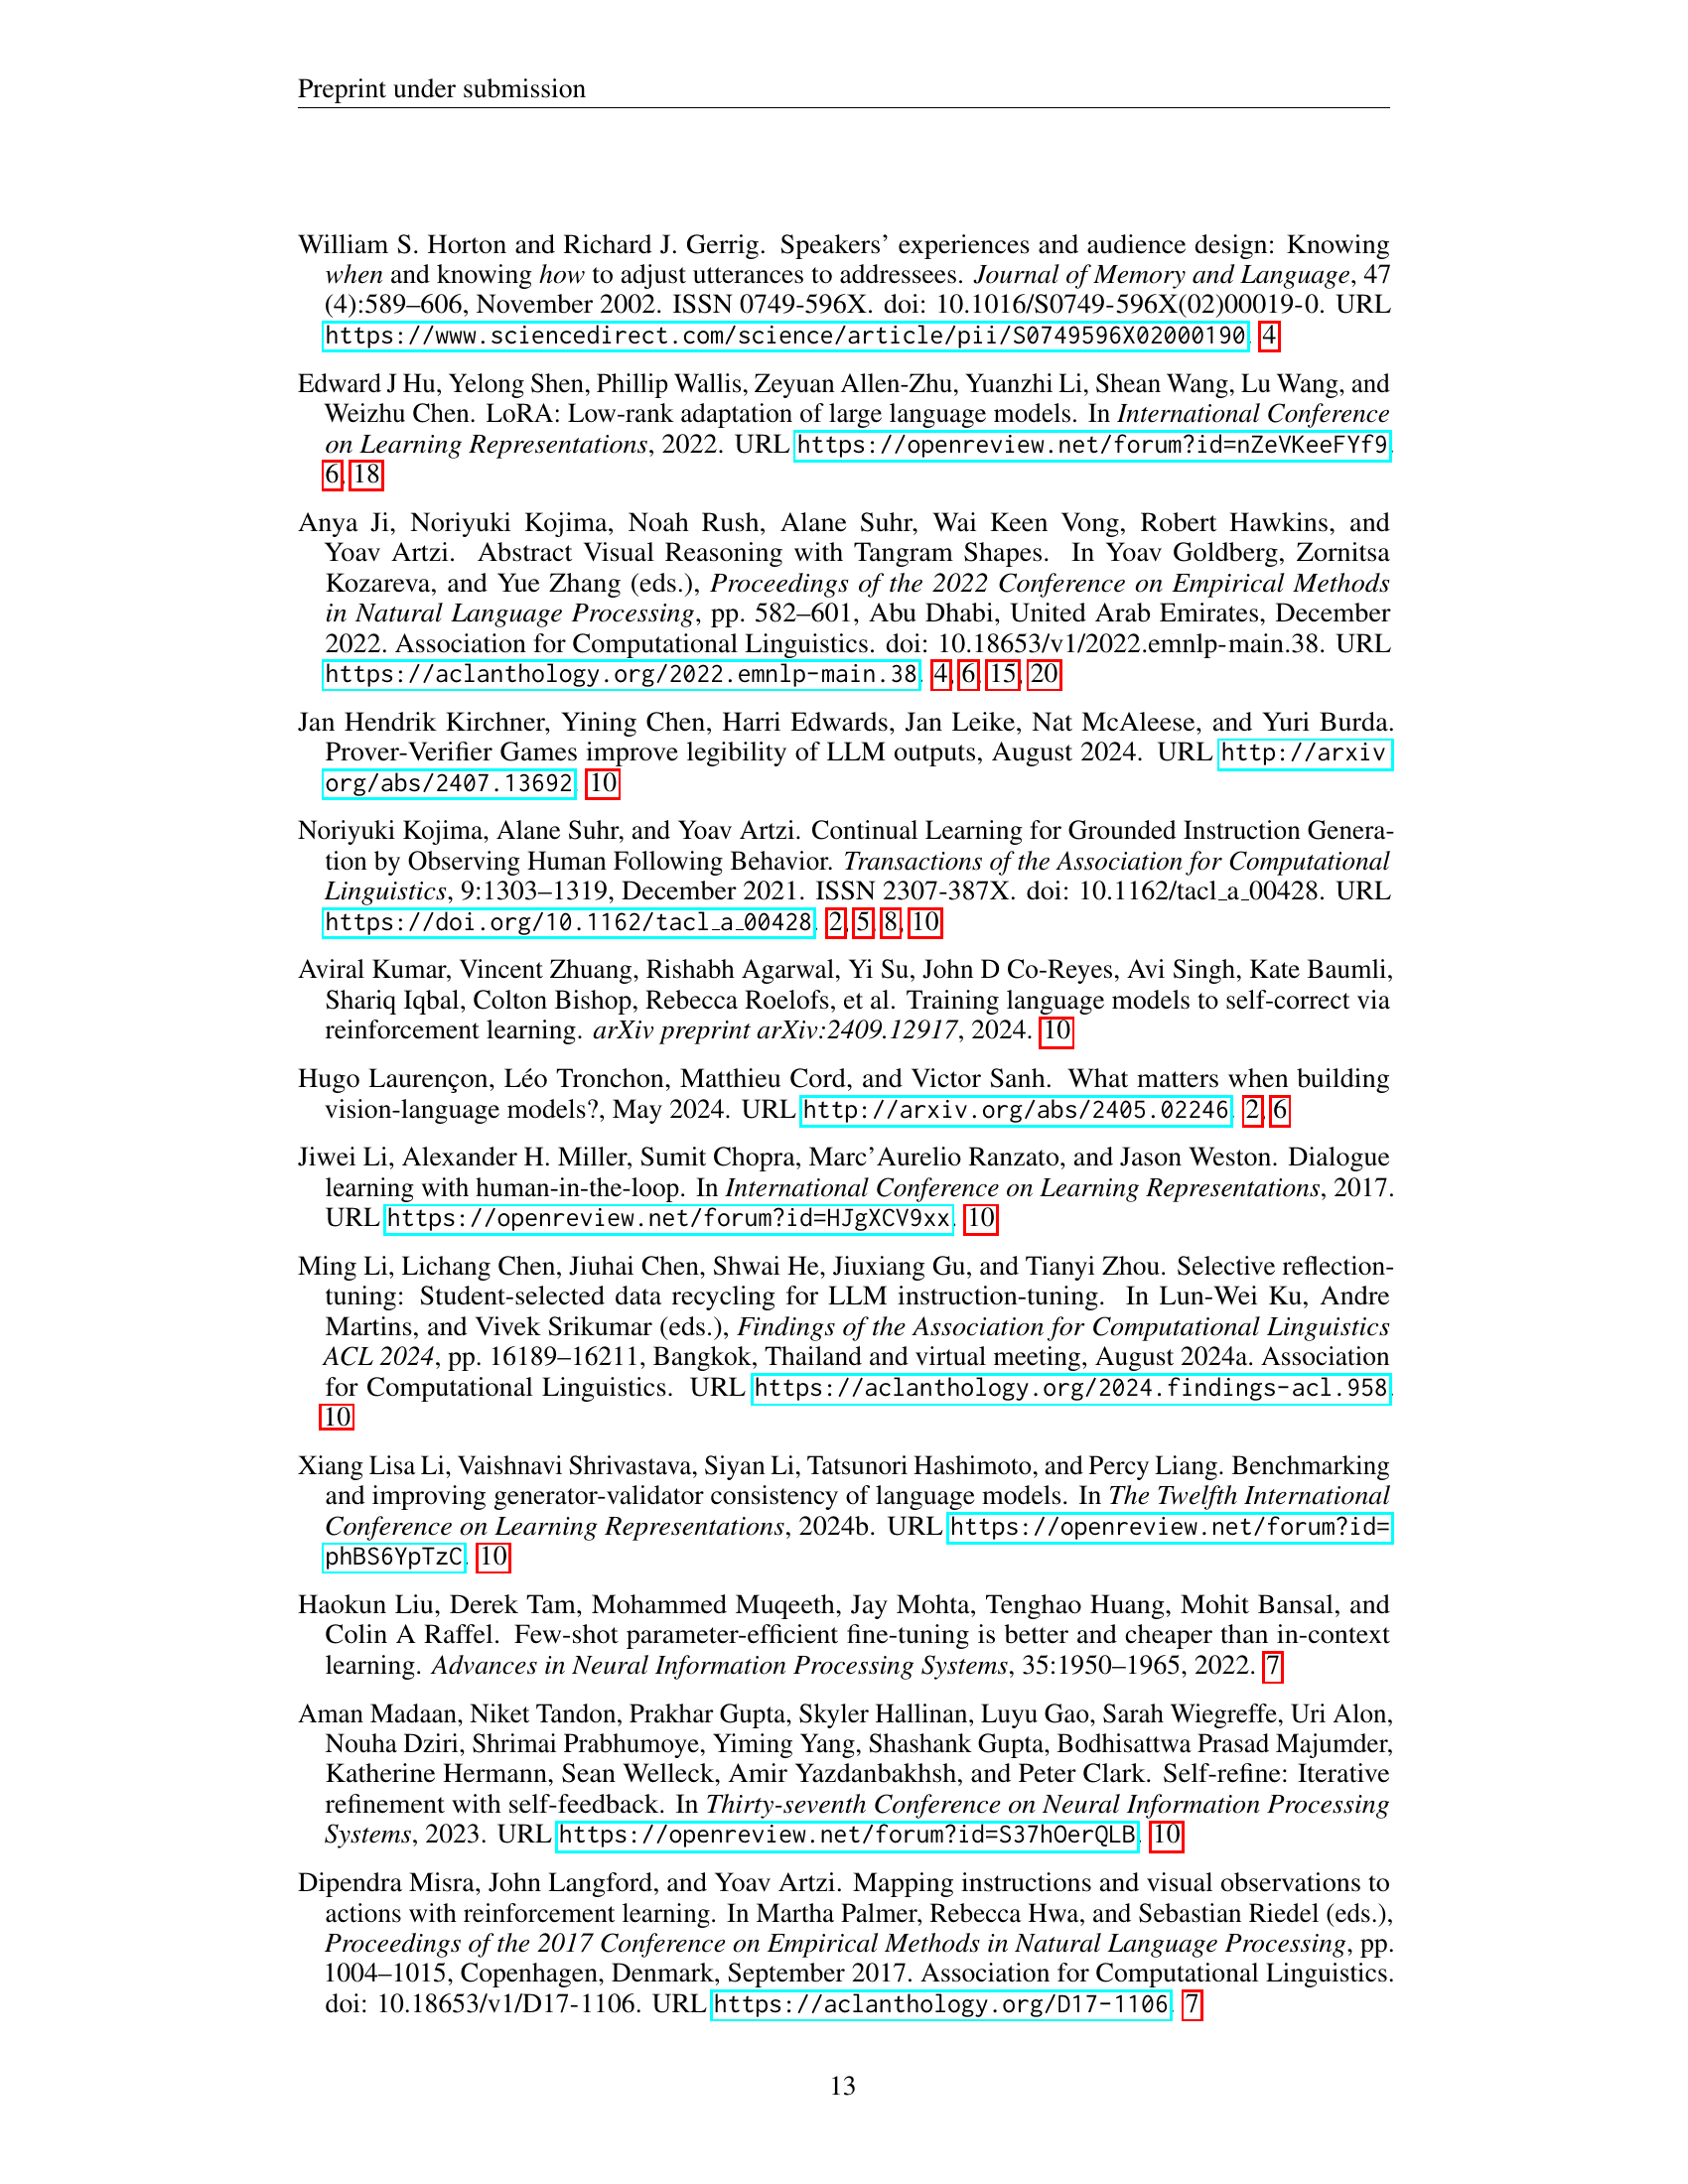 Preprint under submission
William S. Horton and Richard J. Gerrig. Speakers' experiences and audience design: Knowing
when and knowing how to adjust utterances to addressees. Journal of Memory and Language, 47
(4):589–606, November 2002. ISSN 0749-596X. doi: 10.1016/S0749-596X(02)00019-0. URL
https://www.sciencedirect.com/science/article/pii/S0749596X02000190. 4
Edward J Hu, Yelong Shen, Phillip Wallis, Zeyuan Allen-Zhu, Yuanzhi Li, Shean Wang, Lu Wang, and
Weizhu Chen. LoRA: Low-rank adaptation of large language models. In International Conference
on Learning Representations, 2022. URL https://openreview.net/forum?id=nZeVKeeFYf9.
6, 18
Anya Ji, Noriyuki Kojima, Noah Rush, Alane Suhr, Wai Keen Vong, Robert Hawkins, and
Yoav Artzi. Abstract Visual Reasoning with Tangram Shapes. In Yoav Goldberg, Zornitsa
Kozareva, and Yue Zhang (eds.), Proceedings of the 2022 Conference on Empirical Methods
in Natural Language Processing, pp. 582–601, Abu Dhabi, United Arab Emirates, December
2022. Association for Computational Linguistics. doi: 10.18653/v1/2022.emnlp-main.38. URL
https://aclanthology.org/2022.emnlp-main.38. 4, 6, 15, 20
Jan Hendrik Kirchner, Yining Chen, Harri Edwards, Jan Leike, Nat McAleese, and Yuri Burda.
Prover-Verifier Games improve legibility of LLM outputs, August 2024. URL http://arxiv.
org/abs/2407.13692. 10
Noriyuki Kojima, Alane Suhr, and Yoav Artzi. Continual Learning for Grounded Instruction Genera-
tion by Observing Human Following Behavior. Transactions of the Association for Computational
Linguistics, 9:1303–1319, December 2021. ISSN 2307-387X. doi: 10.1162/tacl_a_00428. URL
https://doi.org/10.1162/tacl_a_00428. 2, 5, 8, 10
Aviral Kumar, Vincent Zhuang, Rishabh Agarwal, Yi Su, John D Co-Reyes, Avi Singh, Kate Baumli,
Shariq Iqbal, Colton Bishop, Rebecca Roelofs, et al. Training language models to self-correct via
reinforcement learning. arXiv preprint arXiv:2409.12917, 2024. 10
Hugo Laurençon, Léo Tronchon, Matthieu Cord, and Victor Sanh. What matters when building
vision-language models?, May 2024. URL http://arxiv.org/abs/2405.02246. 2, 6
Jiwei Li, Alexander H. Miller, Sumit Chopra, Marc'Aurelio Ranzato, and Jason Weston. Dialogue
learning with human-in-the-loop. In International Conference on Learning Representations, 2017.
URL https://openreview.net/forum?id=HJgXCV9xx. 10
Ming Li, Lichang Chen, Jiuhai Chen, Shwai He, Jiuxiang Gu, and Tianyi Zhou. Selective reflection-
tuning: Student-selected data recycling for LLM instruction-tuning. In Lun-Wei Ku, Andre
Martins, and Vivek Srikumar (eds.), Findings of the Association for Computational Linguistics
ACL 2024, pp. 16189–16211, Bangkok, Thailand and virtual meeting, August 2024a. Association
for Computational Linguistics. URL https://aclanthology.org/2024.findings-acl.958.
10
Xiang Lisa Li, Vaishnavi Shrivastava, Siyan Li, Tatsunori Hashimoto, and Percy Liang. Benchmarking
and improving generator-validator consistency of language models. In The Twelfth International
Conference on Learning Representations, 2024b. URL https://openreview.net/forum?id=
phBS6YpTzC. 10
Haokun Liu, Derek Tam, Mohammed Muqeeth, Jay Mohta, Tenghao Huang, Mohit Bansal, and
Colin A Raffel. Few-shot parameter-efficient fine-tuning is better and cheaper than in-context
learning. Advances in Neural Information Processing Systems, 35:1950–1965, 2022. 7
Aman Madaan, Niket Tandon, Prakhar Gupta, Skyler Hallinan, Luyu Gao, Sarah Wiegreffe, Uri Alon,
Nouha Dziri, Shrimai Prabhumoye, Yiming Yang, Shashank Gupta, Bodhisattwa Prasad Majumder,
Katherine Hermann, Sean Welleck, Amir Yazdanbakhsh, and Peter Clark. Self-refine: Iterative
refinement with self-feedback. In Thirty-seventh Conference on Neural Information Processing
Systems, 2023. URL https://openreview.net/forum?id=S37hOerQLB. 10
Dipendra Misra, John Langford, and Yoav Artzi. Mapping instructions and visual observations to
actions with reinforcement learning. In Martha Palmer, Rebecca Hwa, and Sebastian Riedel (eds.),
Proceedings of the 2017 Conference on Empirical Methods in Natural Language Processing, pp.
1004–1015, Copenhagen, Denmark, September 2017. Association for Computational Linguistics.
doi: 10.18653/v1/D17-1106. URL https://aclanthology.org/D17-1106. 7
13